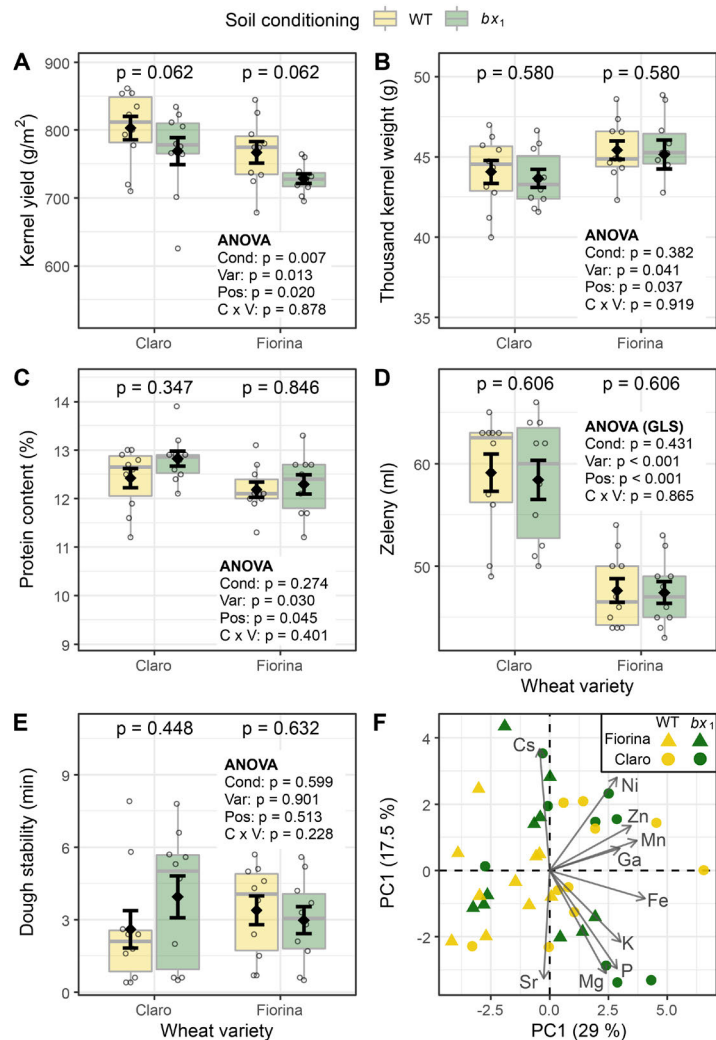 Soil conditioning WT bx₁
A
p = 0.062 p = 0.062
900
800
700
600
Kernel yield (g/m²)
ANOVA
Cond: p = 0.007
Var: p = 0.013
Pos: p = 0.020
C x V: p = 0.878
Claro Fiorina
B
p = 0.580 p = 0.580
50
45
40
35
Thousand kernel weight (g)
ANOVA
Cond: p = 0.382
Var: p = 0.041
Pos: p = 0.037
C x V: p = 0.919
Claro Fiorina
C
p = 0.347 p = 0.846
14
13
12
11
10
9
Protein content (%)
ANOVA
Cond: p = 0.274
Var: p = 0.030
Pos: p = 0.045
C x V: p = 0.401
Claro Fiorina
D
p = 0.606 p = 0.606
60
50
Zeleny (ml)
ANOVA (GLS)
Cond: p = 0.431
Var: p < 0.001
Pos: p < 0.001
C x V: p = 0.865
Claro Fiorina
Wheat variety
E
p = 0.448 p = 0.632
9
6
3
0
Dough stability (min)
ANOVA
Cond: p = 0.599
Var: p = 0.901
Pos: p = 0.513
C x V: p = 0.228
Claro Fiorina
Wheat variety
F
WT bx₁
Fiorina
Claro
4
2
0
-2
PC1 (17.5 %)
Cs
Ni
Zn
Mn
Ga
Fe
K
P
Mg
Sr
-2.5 0.0 2.5 5.0
PC1 (29 %)